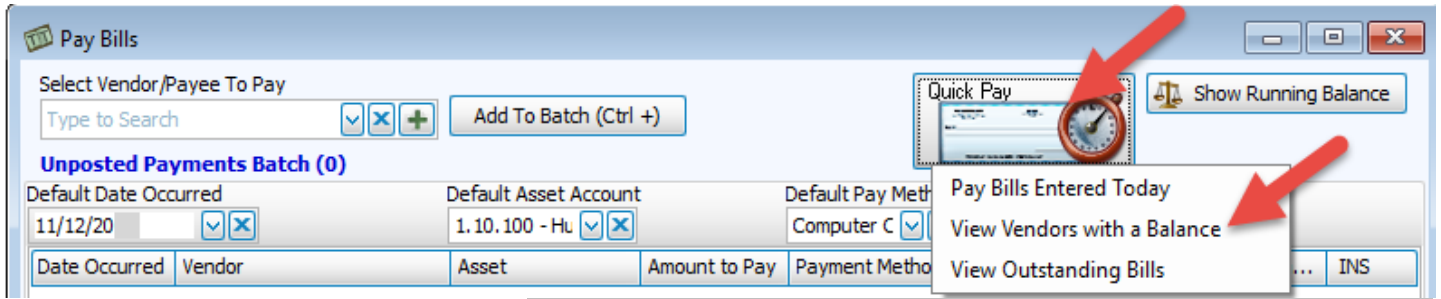 Pay Bills
Select Vendor/Payee To Pay
Type to Search
Add To Batch (Ctrl +)
Quick Pay
Show Running Balance
Unposted Payments Batch (0)
Default Date Occurred
Default Asset Account
Default Pay Meth
11/12/20
1.10.100 - Hu
Computer C
Pay Bills Entered Today
View Vendors with a Balance
View Outstanding Bills
Date Occurred
Vendor
Asset
Amount to Pay
Payment Metho
...
INS